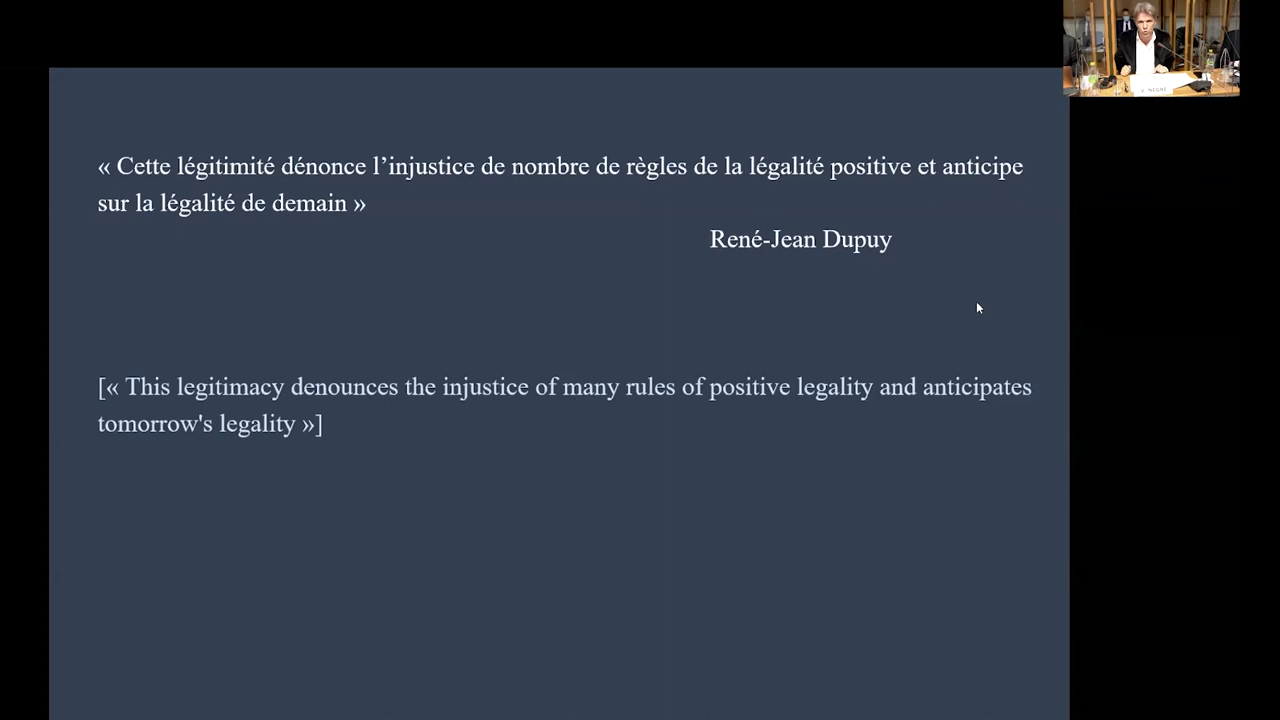 « Cette légitimité dénonce l’injustice de nombre de règles de la légalité positive et anticipe
sur la légalité de demain »
René-Jean Dupuy
[« This legitimacy denounces the injustice of many rules of positive legality and anticipates
tomorrow's legality »]
V. NEGRI